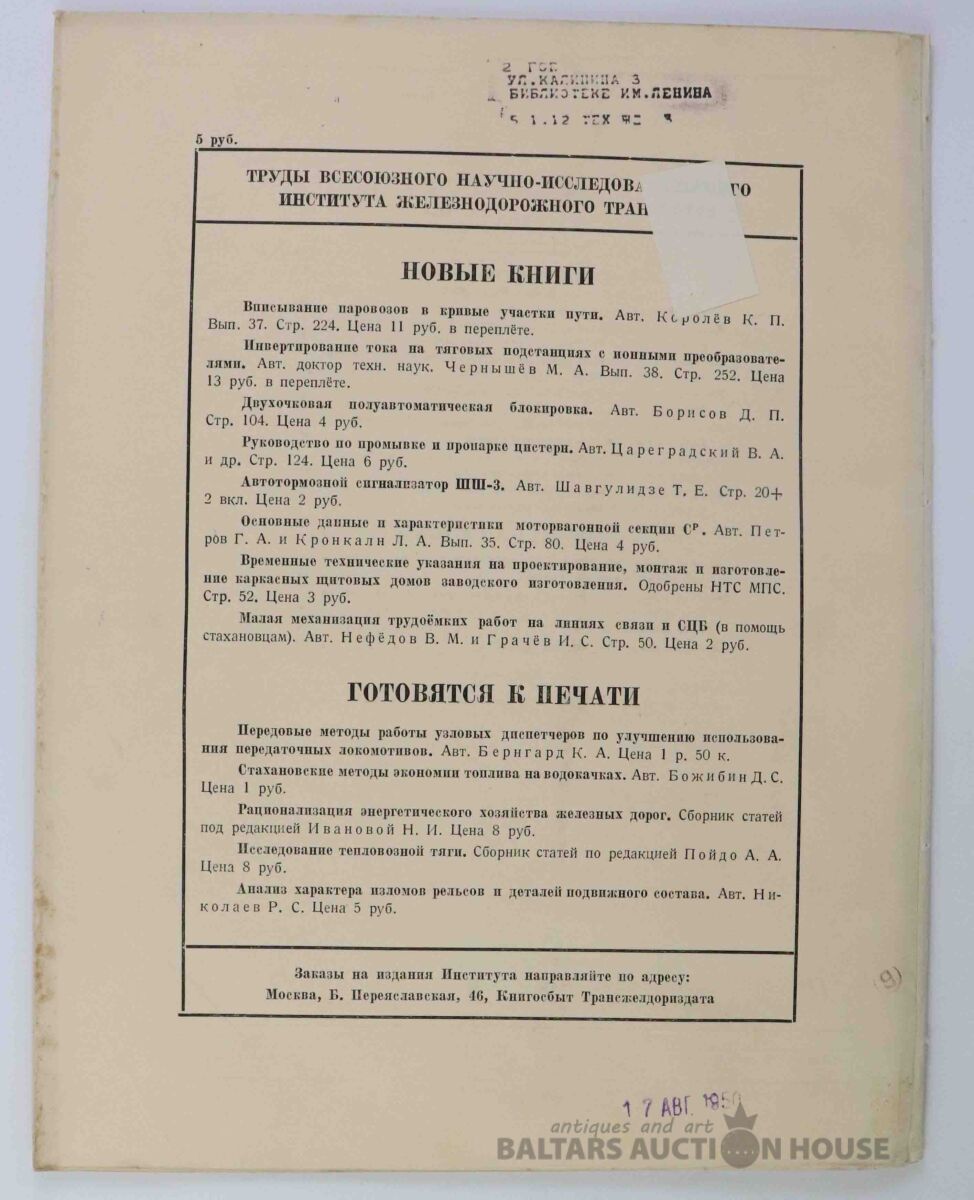 2
УЛ.КАЛИНИНА 3
БИБЛИОТЕКЕ ИМ.ЛЕНИНА
5 1.12 ТЕХ
5 руб.
ТРУДЫ ВСЕСОЮЗНОГО НАУЧНО-ИССЛЕДОВА ГО
ИНСТИТУТА ЖЕЛЕЗНОДОРОЖНОГО ТРАН
НОВЫЕ КНИГИ
Вписывание паровозов в кривые участки пути. Авт. Королёв К. П.
Вып. 37. Стр. 224. Цена 11 руб. в переплёте.
Инвертирование тока на тяговых подстанциях с ионными преобразовате-
лями. Авт. доктор техн. наук. Чернышёв М. А. Вып. 38. Стр. 252. Цена
13 руб. в переплёте.
Двухочковая полуавтоматическая блокировка. Авт. Борисов Д. П.
Стр. 104. Цена 4 руб.
Руководство по промывке и пропарке цистерн. Авт. Цареградский В. А.
и др. Стр. 124. Цена 6 руб.
Автотормозной сигнализатор ШШ-3. Авт. Шавгулидзе Т. Е. Стр. 20+
2 вкл. Цена 2 руб.
Основные данные и характеристики моторвагонной секции Cᴾ. Авт. Пет-
ров Г. А. и Кронкалн Л. А. Вып. 35. Стр. 80. Цена 4 руб.
Временные технические указания на проектирование, монтаж и изготовле-
ние каркасных щитовых домов заводского изготовления. Одобрены НТС МПС.
Стр. 52. Цена 3 руб.
Малая механизация трудоёмких работ на линиях связи и СЦБ (в помощь
стахановцам). Авт. Нефёдов В. М. и Грачёв И. С. Стр. 50. Цена 2 руб.
ГОТОВЯТСЯ К ПЕЧАТИ
Передовые методы работы узловых диспетчеров по улучшению использова-
ния передаточных локомотивов. Авт. Бернгард К. А. Цена 1 р. 50 к.
Стахановские методы экономии топлива на водокачках. Авт. Божибин Д. С.
Цена 1 руб.
Рационализация энергетического хозяйства железных дорог. Сборник статей
под редакцией Ивановой Н. И. Цена 8 руб.
Исследование тепловозной тяги. Сборник статей по редакцией Пойдо А. А.
Цена 8 руб.
Анализ характера изломов рельсов и деталей подвижного состава. Авт. Ни-
колаев Р. С. Цена 5 руб.
Заказы на издания Института направляйте по адресу:
Москва, Б. Переяславская, 46, Книгосбыт Трансжелдориздата
9)
17 АВГ. 1950
antiques and art
BALTARS AUCTION HOUSE